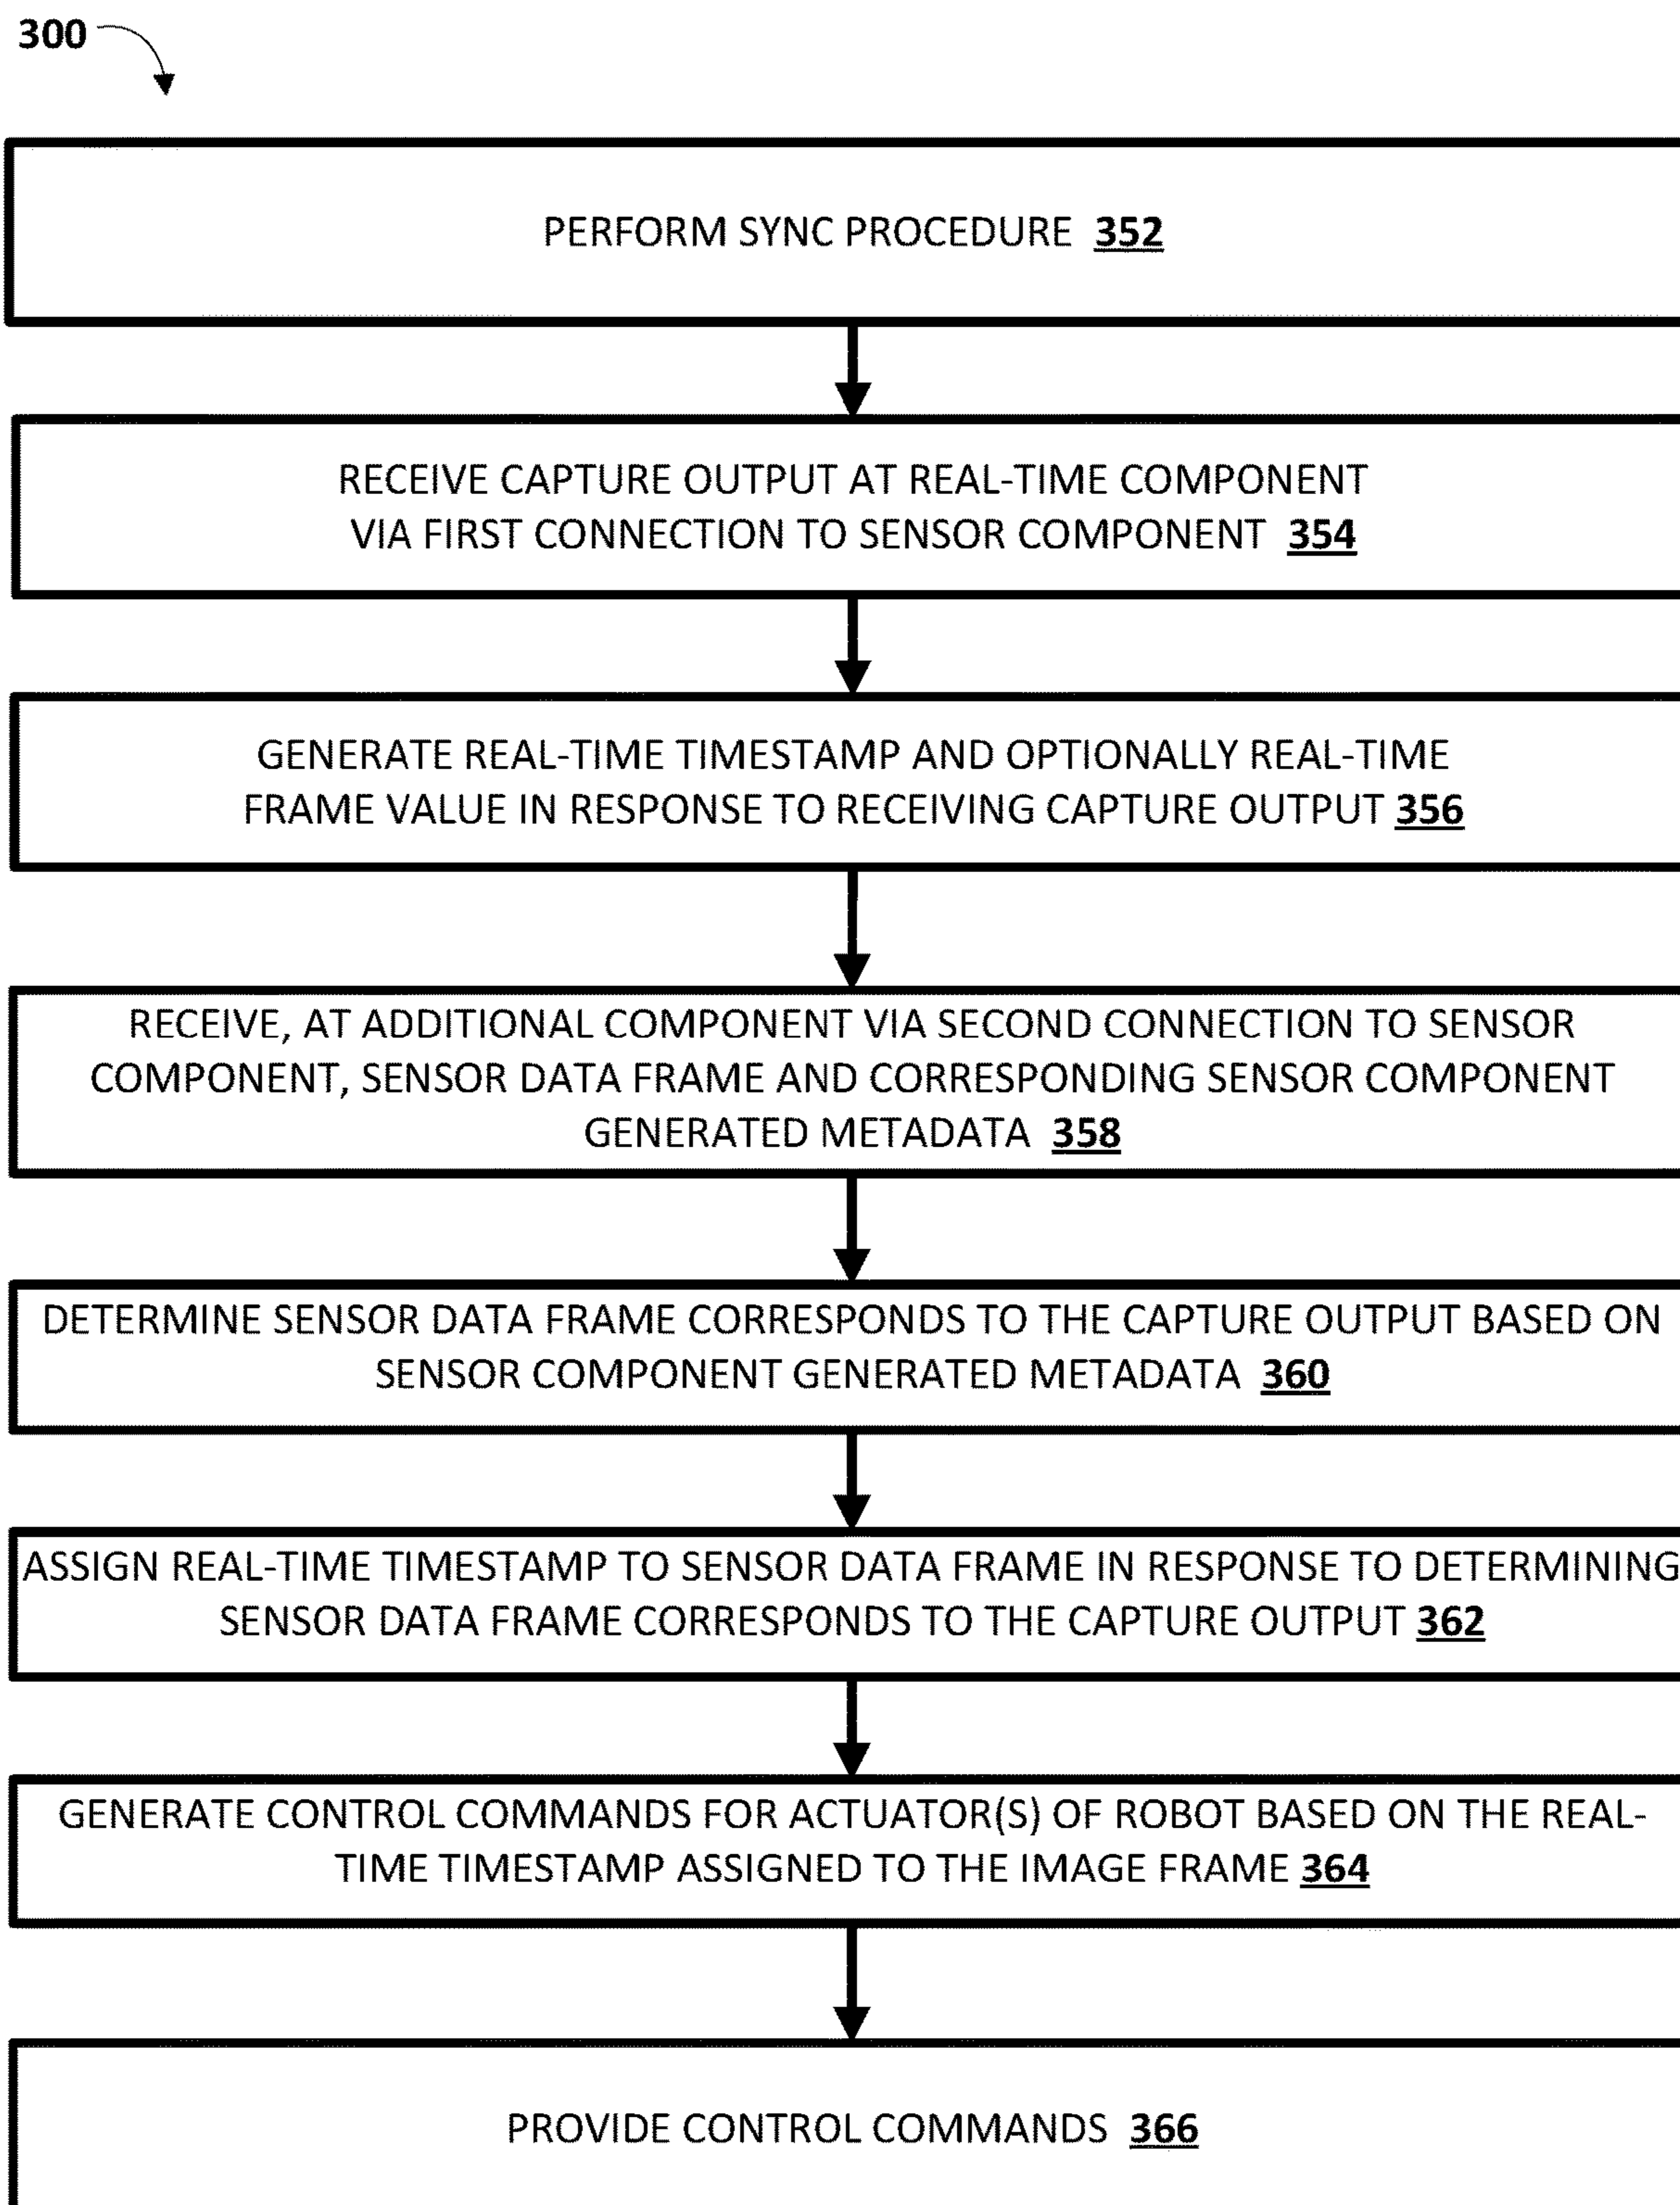 300
PERFORM SYNC PROCEDURE 352
RECEIVE CAPTURE OUTPUT AT REAL-TIME COMPONENT
VIA FIRST CONNECTION TO SENSOR COMPONENT 354
GENERATE REAL-TIME TIMESTAMP AND OPTIONALLY REAL-TIME
FRAME VALUE IN RESPONSE TO RECEIVING CAPTURE OUTPUT 356
RECEIVE, AT ADDITIONAL COMPONENT VIA SECOND CONNECTION TO SENSOR
COMPONENT, SENSOR DATA FRAME AND CORRESPONDING SENSOR COMPONENT
GENERATED METADATA 358
DETERMINE SENSOR DATA FRAME CORRESPONDS TO THE CAPTURE OUTPUT BASED ON
SENSOR COMPONENT GENERATED METADATA 360
ASSIGN REAL-TIME TIMESTAMP TO SENSOR DATA FRAME IN RESPONSE TO DETERMINING
SENSOR DATA FRAME CORRESPONDS TO THE CAPTURE OUTPUT 362
GENERATE CONTROL COMMANDS FOR ACTUATOR(S) OF ROBOT BASED ON THE REAL-
TIME TIMESTAMP ASSIGNED TO THE IMAGE FRAME 364
PROVIDE CONTROL COMMANDS 366